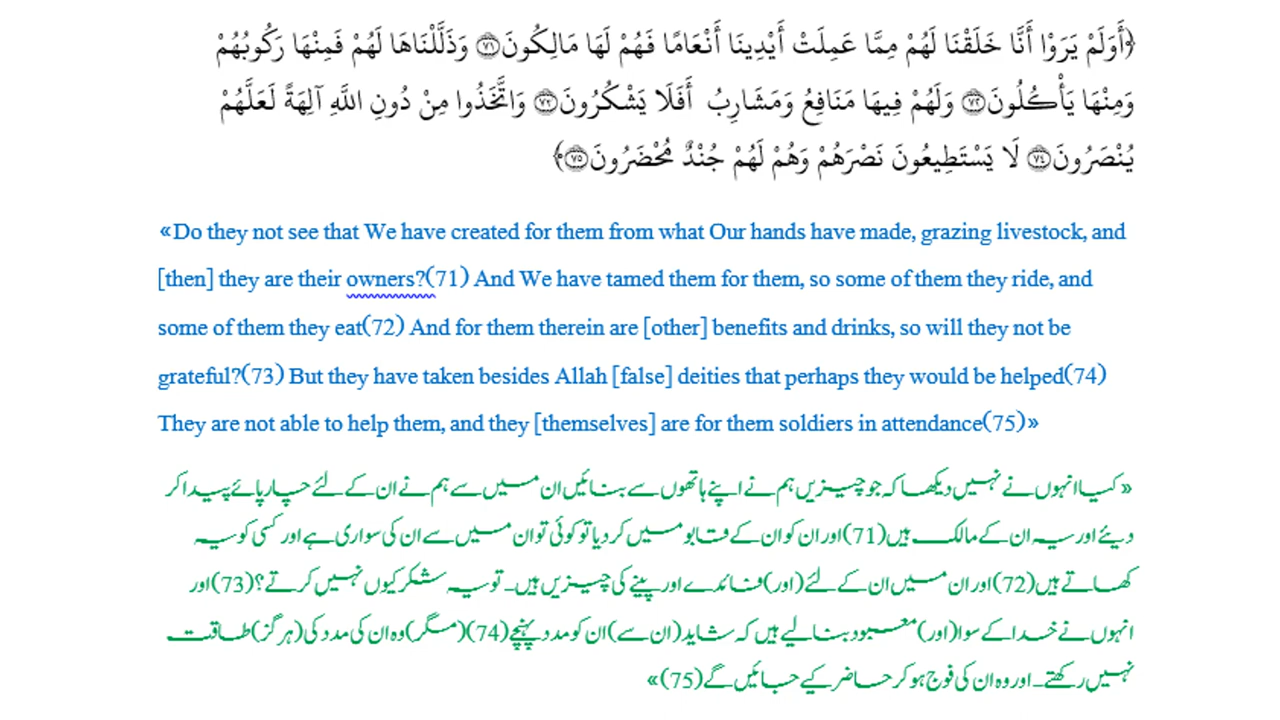 ﴿أَوَلَمْ يَرَوْا أَنَّا خَلَقْنَا لَهُمْ مِمَّا عَمِلَتْ أَيْدِينَا أَنْعَامًا فَهُمْ لَهَا مَالِكُونَ۝٧١ وَذَلَّلْنَاهَا لَهُمْ فَمِنْهَا رَكُوبُهُمْ
وَمِنْهَا يَأْكُلُونَ۝٧٢ وَلَهُمْ فِيهَا مَنَافِعُ وَمَشَارِبُ أَفَلَا يَشْكُرُونَ۝٧٣ وَاتَّخَذُوا مِنْ دُونِ اللَّهِ آلِهَةً لَعَلَّهُمْ
يُنْصَرُونَ۝٧٤ لَا يَسْتَطِيعُونَ نَصْرَهُمْ وَهُمْ لَهُمْ جُنْدٌ مُحْضَرُونَ۝٧٥﴾
«Do they not see that We have created for them from what Our hands have made, grazing livestock, and
[then] they are their owners?(71) And We have tamed them for them, so some of them they ride, and
some of them they eat(72) And for them therein are [other] benefits and drinks, so will they not be
grateful?(73) But they have taken besides Allah [false] deities that perhaps they would be helped(74)
They are not able to help them, and they [themselves] are for them soldiers in attendance(75)»
«کیا انہوں نے نہیں دیکھا کہ جو چیزیں ہم نے اپنے ہاتھوں سے بنائیں ان میں سے ہم نے ان کے لئے چارپائے پیدا کر
دیئے اور یہ ان کے مالک ہیں(71) اور ان کو ان کے قابو میں کر دیا تو کوئی تو ان میں سے ان کی سواری ہے اور کسی کو یہ
کھاتے ہیں(72) اور ان میں ان کے لئے (اور) فائدے اور پینے کی چیزیں ہیں۔ تو یہ شکر کیوں نہیں کرتے؟(73) اور
انہوں نے خدا کے سوا (اور) معبود بنا لیے ہیں کہ شاید (ان سے) ان کو مدد پہنچے(74) (مگر) وہ ان کی مدد کی (ہرگز) طاقت
نہیں رکھتے۔ اور وہ ان کی فوج ہو کر حاضر کیے جائیں گے(75)»